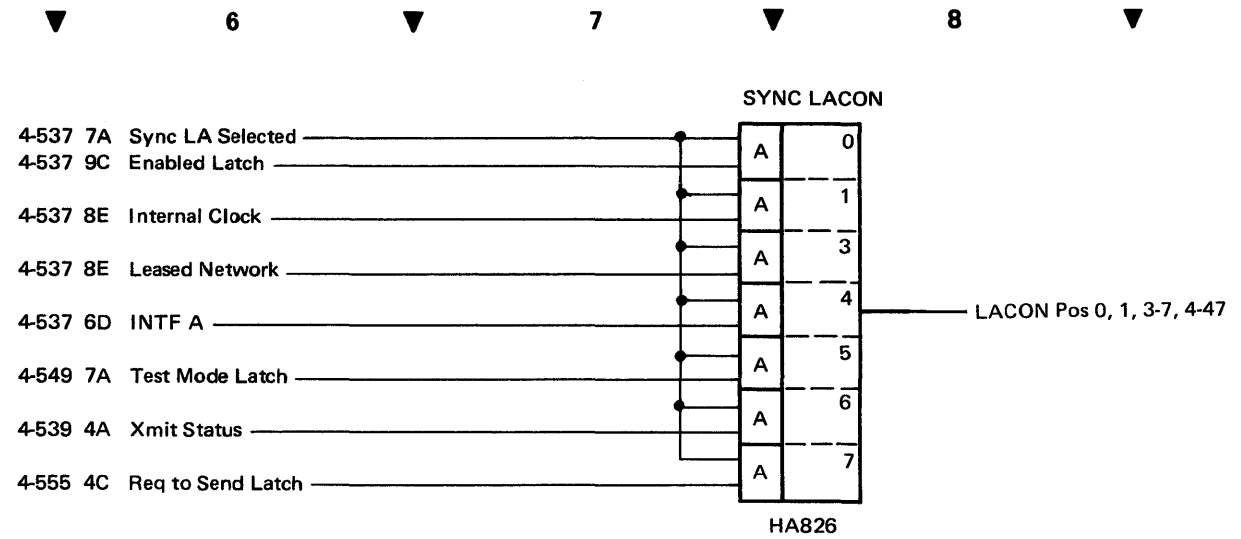 6 7 8
SYNC LACON
4-537 7A Sync LA Selected
A 0
4-537 9C Enabled Latch
A 1
4-537 8E Internal Clock
A 3
4-537 8E Leased Network
A 4
LACON Pos 0, 1, 3-7, 4-47
4-537 6D INTF A
A 5
4-549 7A Test Mode Latch
A 6
4-539 4A Xmit Status
A 7
4-555 4C Req to Send Latch
HA826